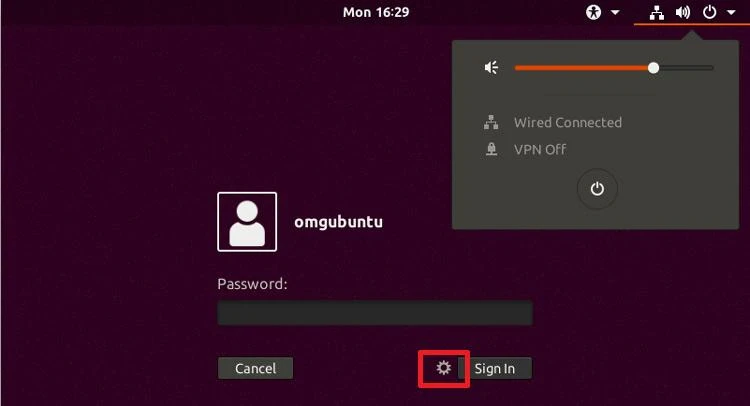 Mon 16:29
Wired Connected
VPN Off
omgubuntu
Password:
Cancel
Sign In